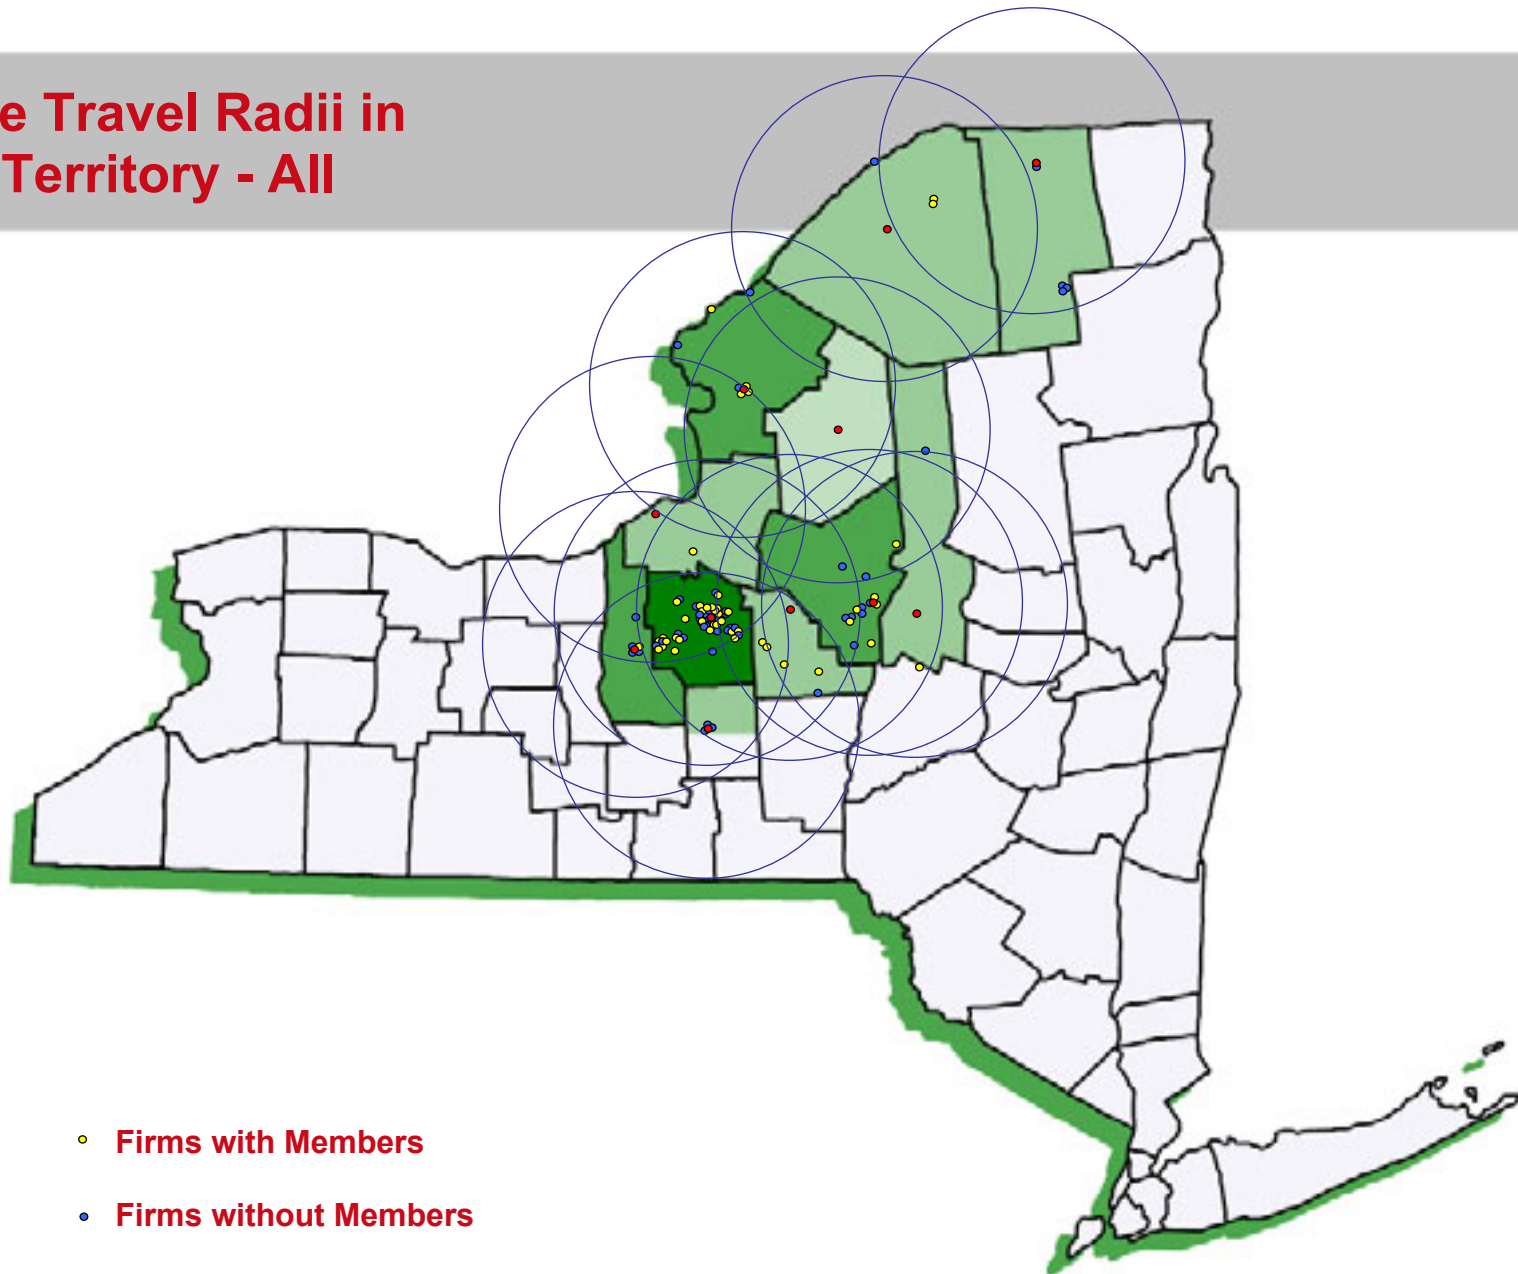 e Travel Radii in
Territory - All
Firms with Members
Firms without Members